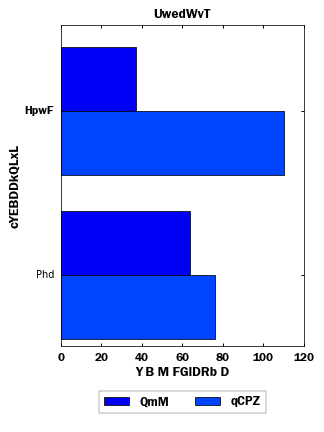 UwedWvT
HpwF
cYEBDDkQLxL
Phd
0 20 40 60 80 100 120
Y B M FGIDRb D
QmM qCPZ